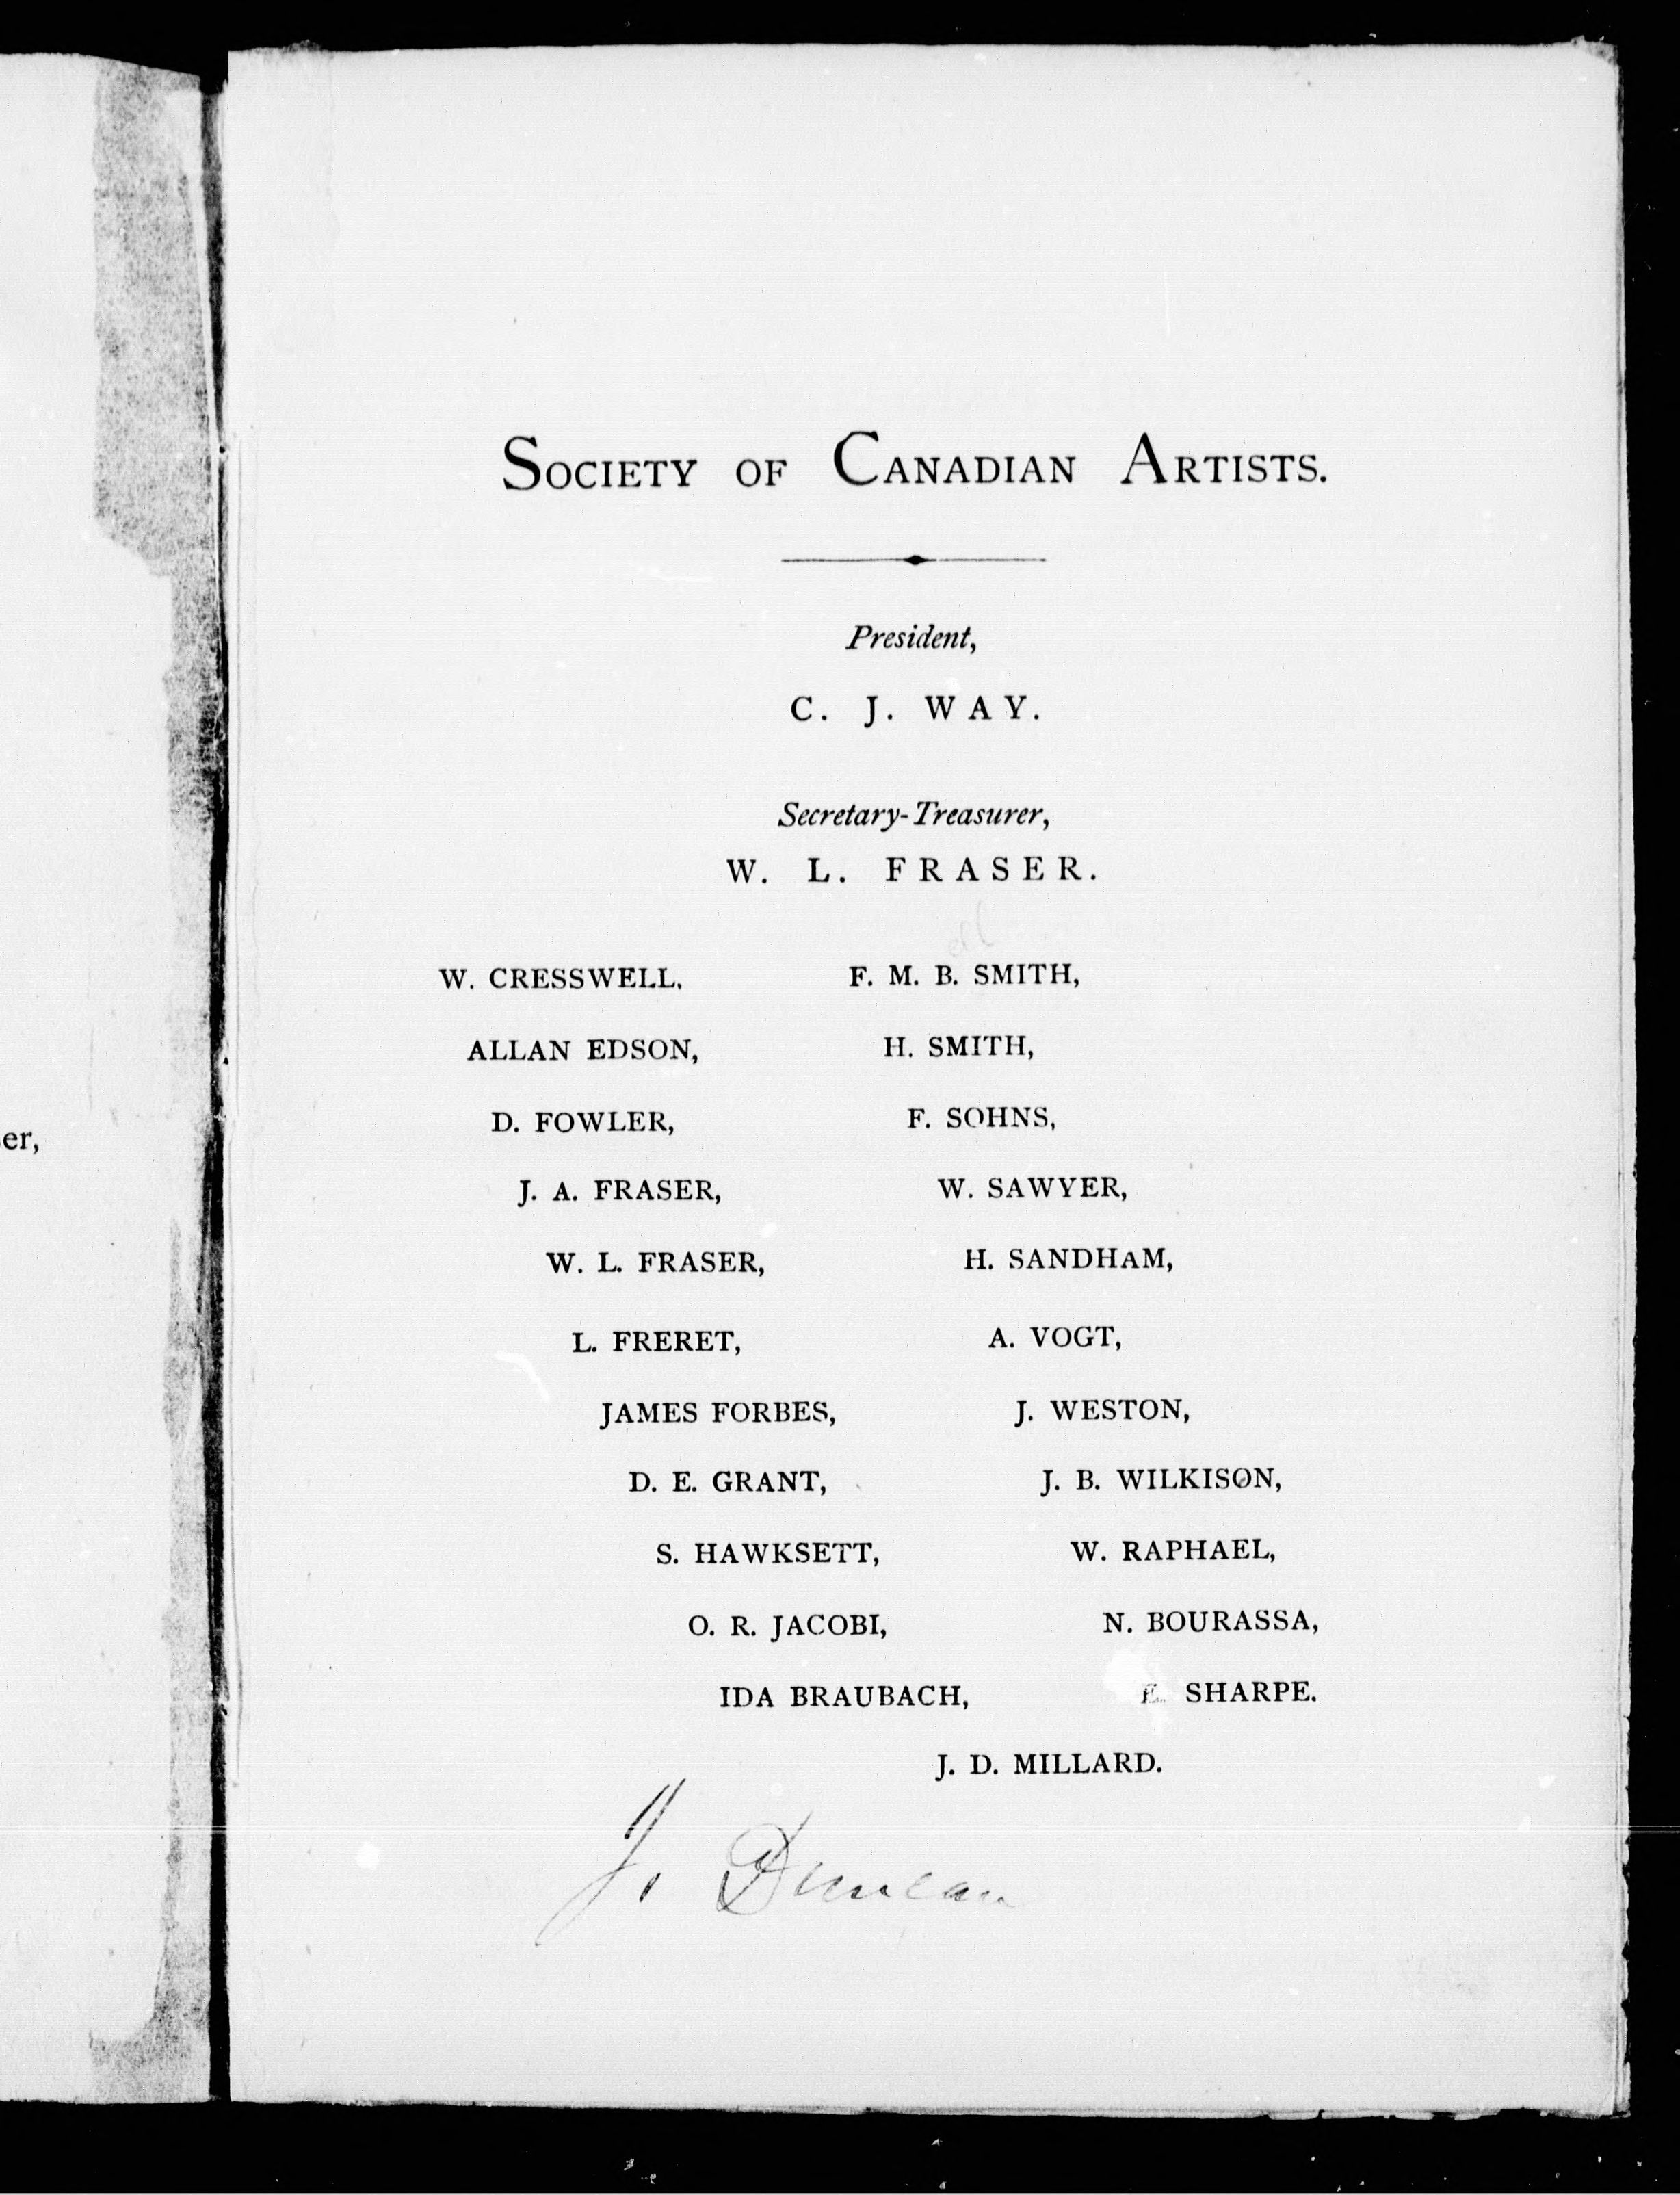 er,
SOCIETY OF CANADIAN ARTISTS.
President,
C. J. WAY.
Secretary-Treasurer,
W. L. FRASER.
W. CRESSWELL, F. M. B. SMITH,
ALLAN EDSON, H. SMITH,
D. FOWLER, F. SOHNS,
J. A. FRASER, W. SAWYER,
W. L. FRASER, H. SANDHAM,
L. FRERET, A. VOGT,
JAMES FORBES, J. WESTON,
D. E. GRANT, J. B. WILKISON,
S. HAWKSETT, W. RAPHAEL,
O. R. JACOBI, N. BOURASSA,
IDA BRAUBACH, E. SHARPE.
J. D. MILLARD.
J. Duncan